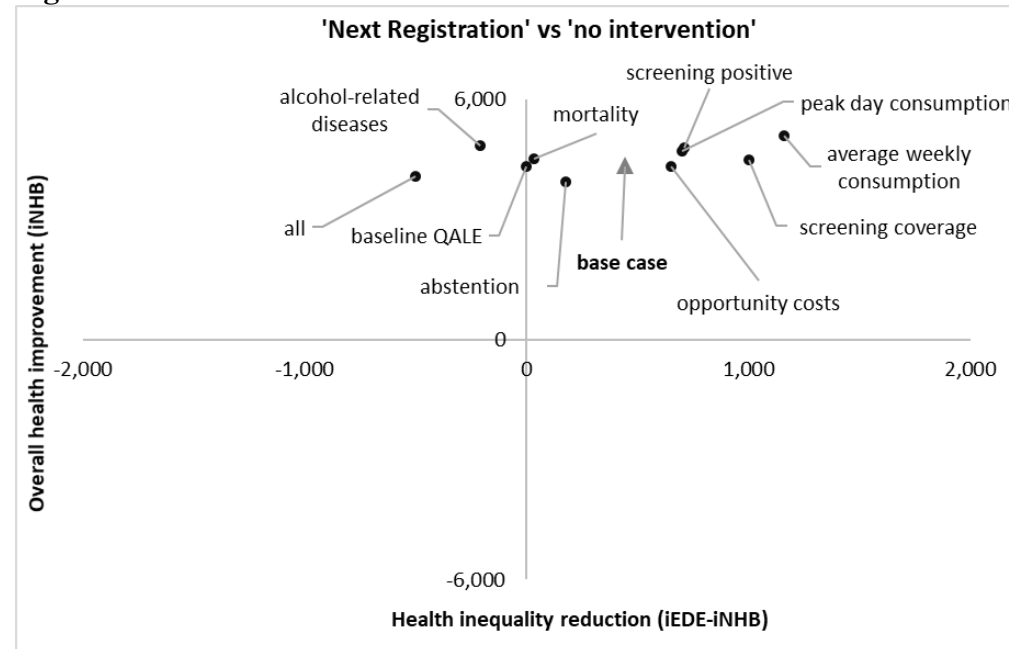 'Next Registration' vs 'no intervention'
screening positive
alcohol-related
diseases
6,000
mortality
peak day consumption
average weekly
consumption
all
baseline QALE
screening coverage
base case
abstention
opportunity costs
Overall health improvement (iNHB)
0
-2,000
-1,000
0
1,000
2,000
-6,000
Health inequality reduction (iEDE-iNHB)